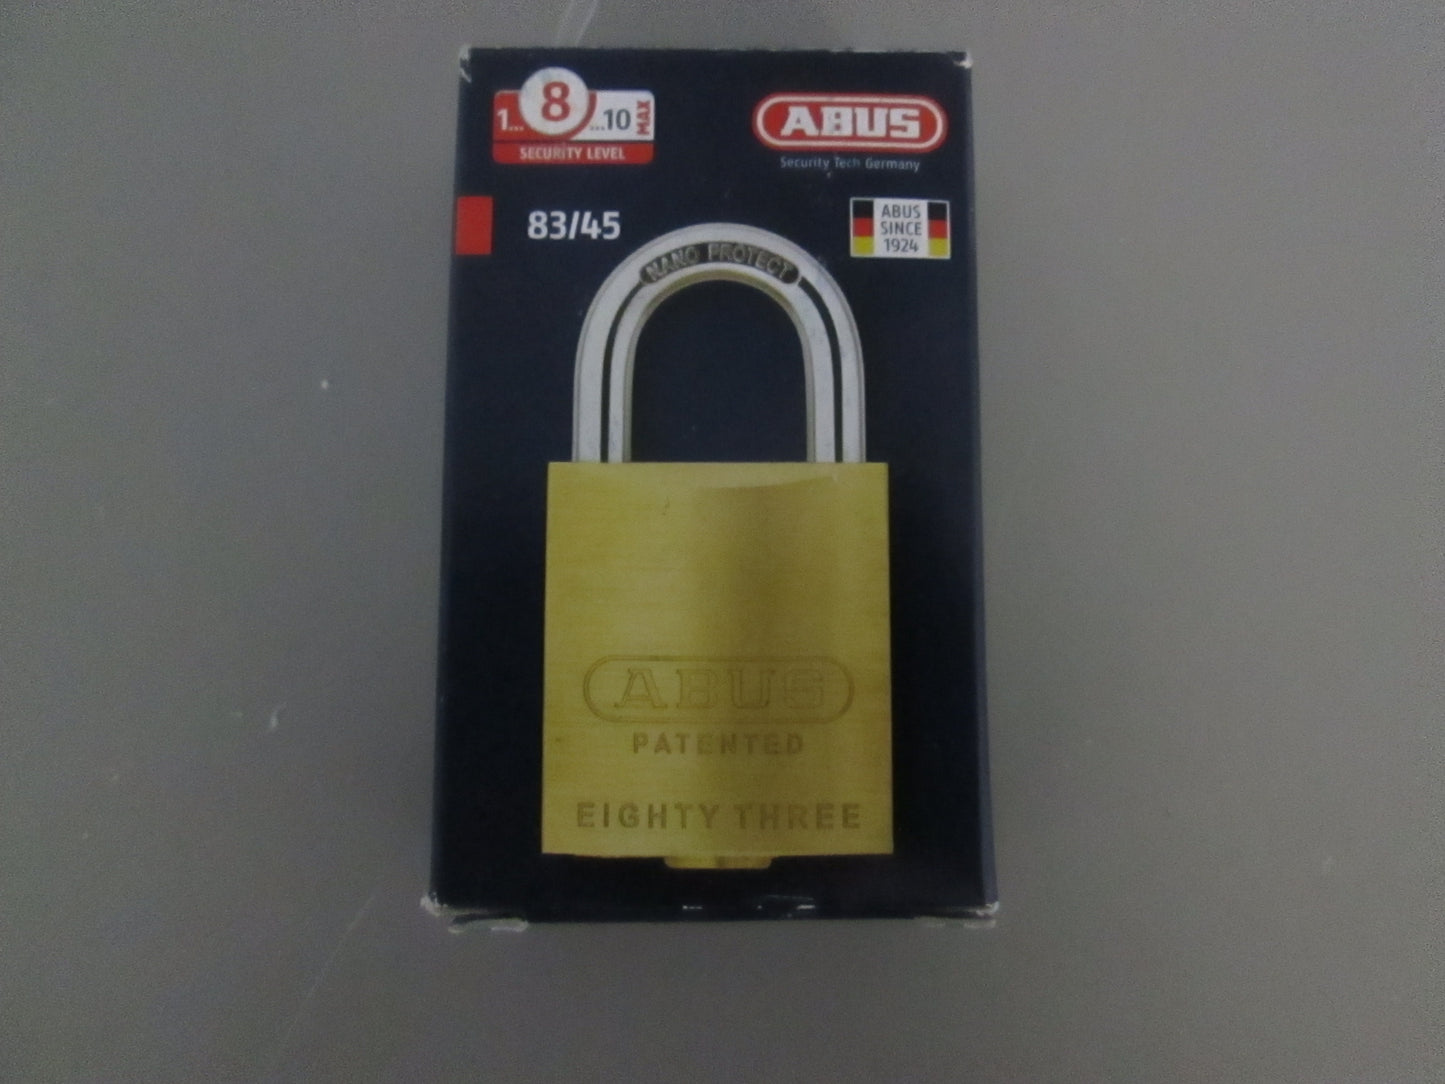 1... 8 ...10 MAX
SECURITY LEVEL
ABUS
Security Tech Germany
83/45
ABUS
SINCE
1924
NANO PROTECT
ABUS
PATENTED
EIGHTY THREE